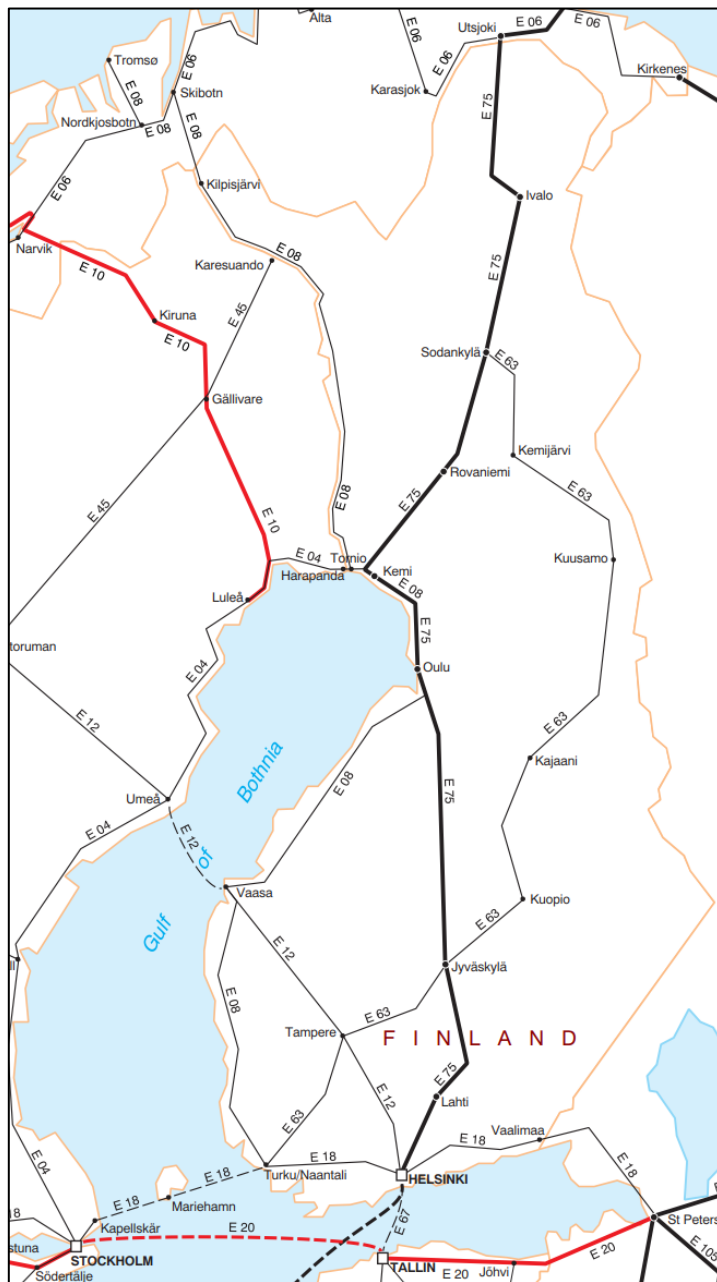 Alta
E 06
E 06
Utsjoki
E 06
E 06
Tromsø
E 06
E 06
Kirkenes
Skibotn
Karasjok
E 08
Nordkjosbotn
E 08
E 75
E 08
E 06
Kilpisjärvi
Ivalo
Narvik
E 08
E 10
Karesuando
E 75
E 45
Kiruna
E 10
Sodankylä
E 63
Gällivare
Kemijärvi
Rovaniemi
E 08
E 75
E 63
E 45
E 10
E 04
Tornio
Kuusamo
Harapanda
Kemi
E 08
Luleå
E 75
toruman
E 04
Oulu
E 12
E 63
Kajaani
Bothnia
E 08
E 75
Umeå
E 04
E 12
of
Vaasa
Kuopio
Gulf
E 63
E 12
Jyväskylä
E 08
E 63
Tampere
FINLAND
E 75
Lahti
E 63
E 12
Vaalimaa
E 04
E 18
E 18
E 18
Turku/Naantali
HELSINKI
Mariehamn
E 18
18
Kapellskär
E 67
St Peters
E 20
E 20
E 105
stuna
STOCKHOLM
TALLIN
Södertälje
E 20
Jõhvi